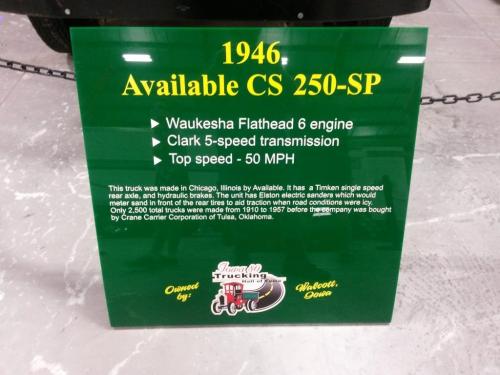 1946
Available CS 250-SP
Waukesha Flathead 6 engine
Clark 5-speed transmission
Top speed - 50 MPH
This truck was made in Chicago, Illinois by Available. It has a Timken single speed
rear axle, and hydraulic brakes. The unit has Elston electric sanders which would
meter sand in front of the rear tires to aid traction when road conditions were icy.
Only 2,500 total trucks were made from 1910 to 1957 before the company was bought
by Crane Carrier Corporation of Tulsa, Oklahoma.
Iowa 80
Trucking
Hall of Fame
Owned
by:
Walcott,
Iowa